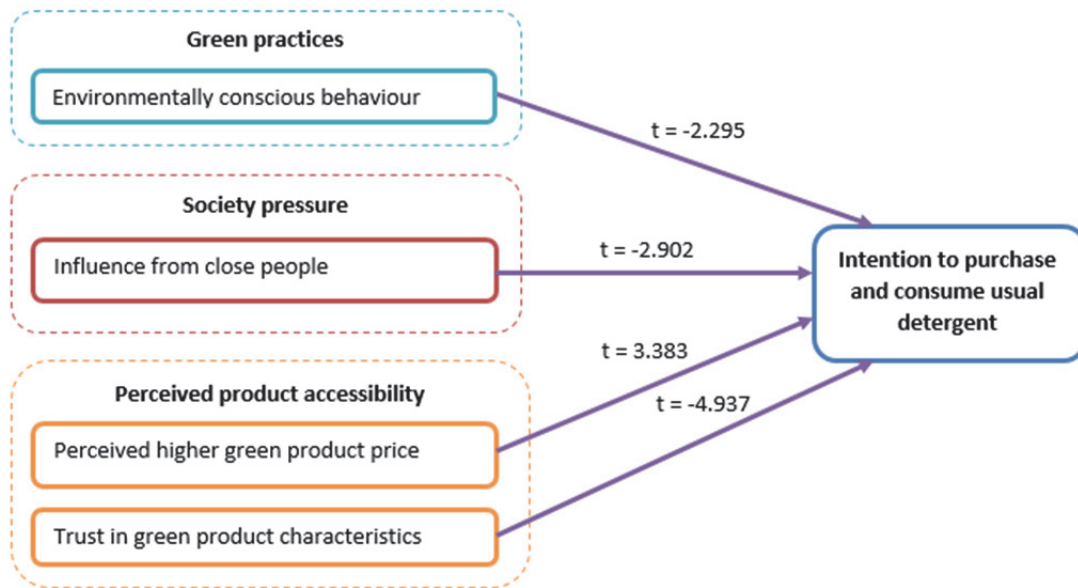 Green practices
Environmentally conscious behaviour
t = -2.295
Society pressure
Influence from close people
t = -2.902
Intention to purchase
and consume usual
detergent
Perceived product accessibility
t = 3.383
t = -4.937
Perceived higher green product price
Trust in green product characteristics